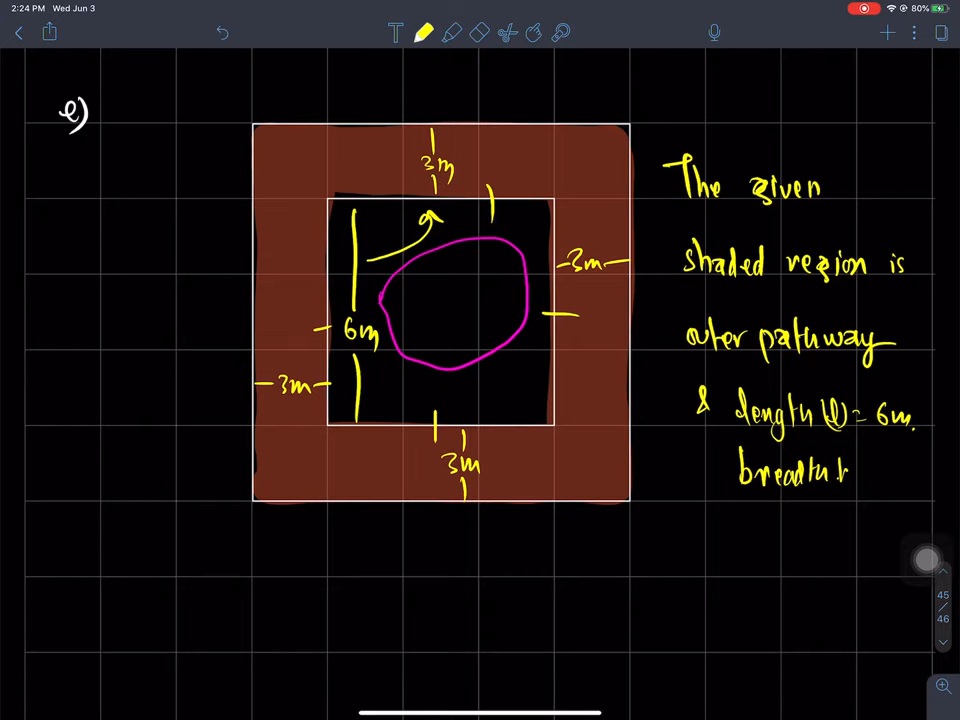 2:24 PM Wed Jun 3
80%
e)
3m
The given
shaded region is
3m
outer pathway
6m
3m
& length (l) = 6m.
3m
breadth
45
/
46